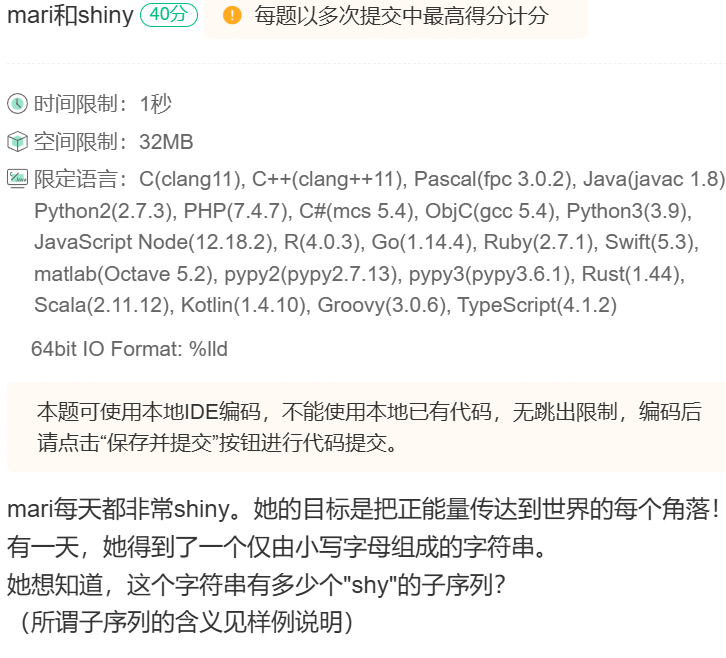 mari和shiny 40分 ! 每题以多次提交中最高得分计分
时间限制：1秒
空间限制：32MB
限定语言：C(clang11), C++(clang++11), Pascal(fpc 3.0.2), Java(javac 1.8)
Python2(2.7.3), PHP(7.4.7), C#(mcs 5.4), ObjC(gcc 5.4), Python3(3.9),
JavaScript Node(12.18.2), R(4.0.3), Go(1.14.4), Ruby(2.7.1), Swift(5.3),
matlab(Octave 5.2), pypy2(pypy2.7.13), pypy3(pypy3.6.1), Rust(1.44),
Scala(2.11.12), Kotlin(1.4.10), Groovy(3.0.6), TypeScript(4.1.2)
64bit IO Format: %lld
本题可使用本地IDE编码，不能使用本地已有代码，无跳出限制，编码后
请点击“保存并提交”按钮进行代码提交。
mari每天都非常shiny。她的目标是把正能量传达到世界的每个角落！
有一天，她得到了一个仅由小写字母组成的字符串。
她想知道，这个字符串有多少个"shy"的子序列？
（所谓子序列的含义见样例说明）